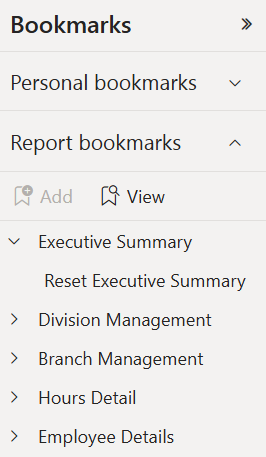 Bookmarks
Personal bookmarks
Report bookmarks
Add View
Executive Summary
Reset Executive Summary
Division Management
Branch Management
Hours Detail
Employee Details